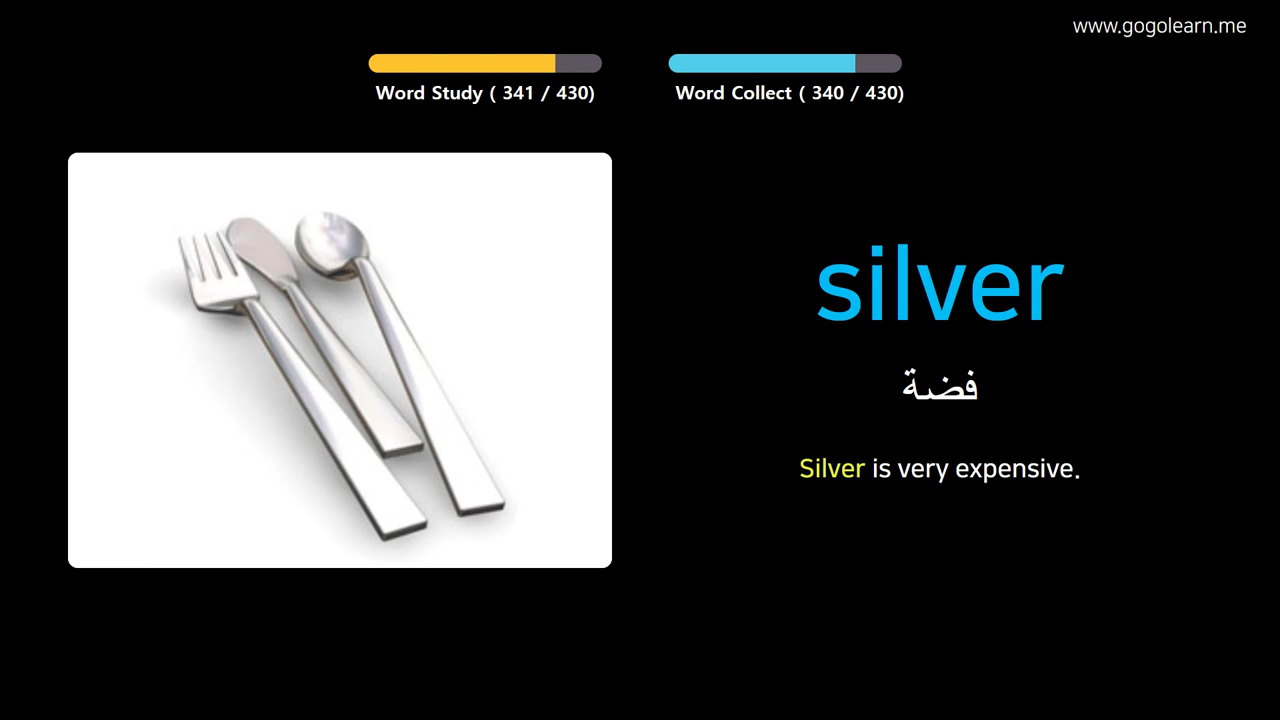 www.gogolearn.me
Word Study ( 341 / 430)
Word Collect ( 340 / 430)
silver
فضة
Silver is very expensive.